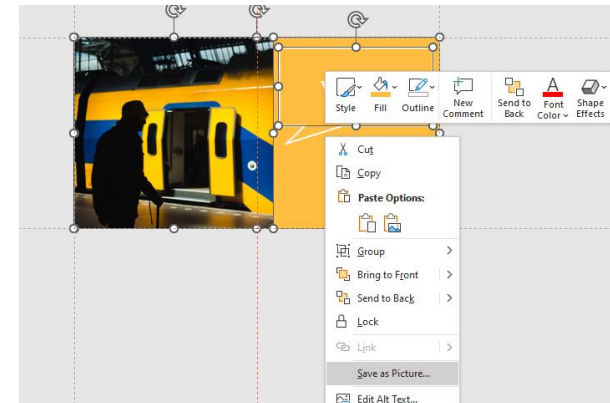 Style Fill Outline New Comment Send to Back Font Color Shape Effects
Cut
Copy
Paste Options:
Group
Bring to Front
Send to Back
Lock
Link
Save as Picture...
Edit Alt Text...